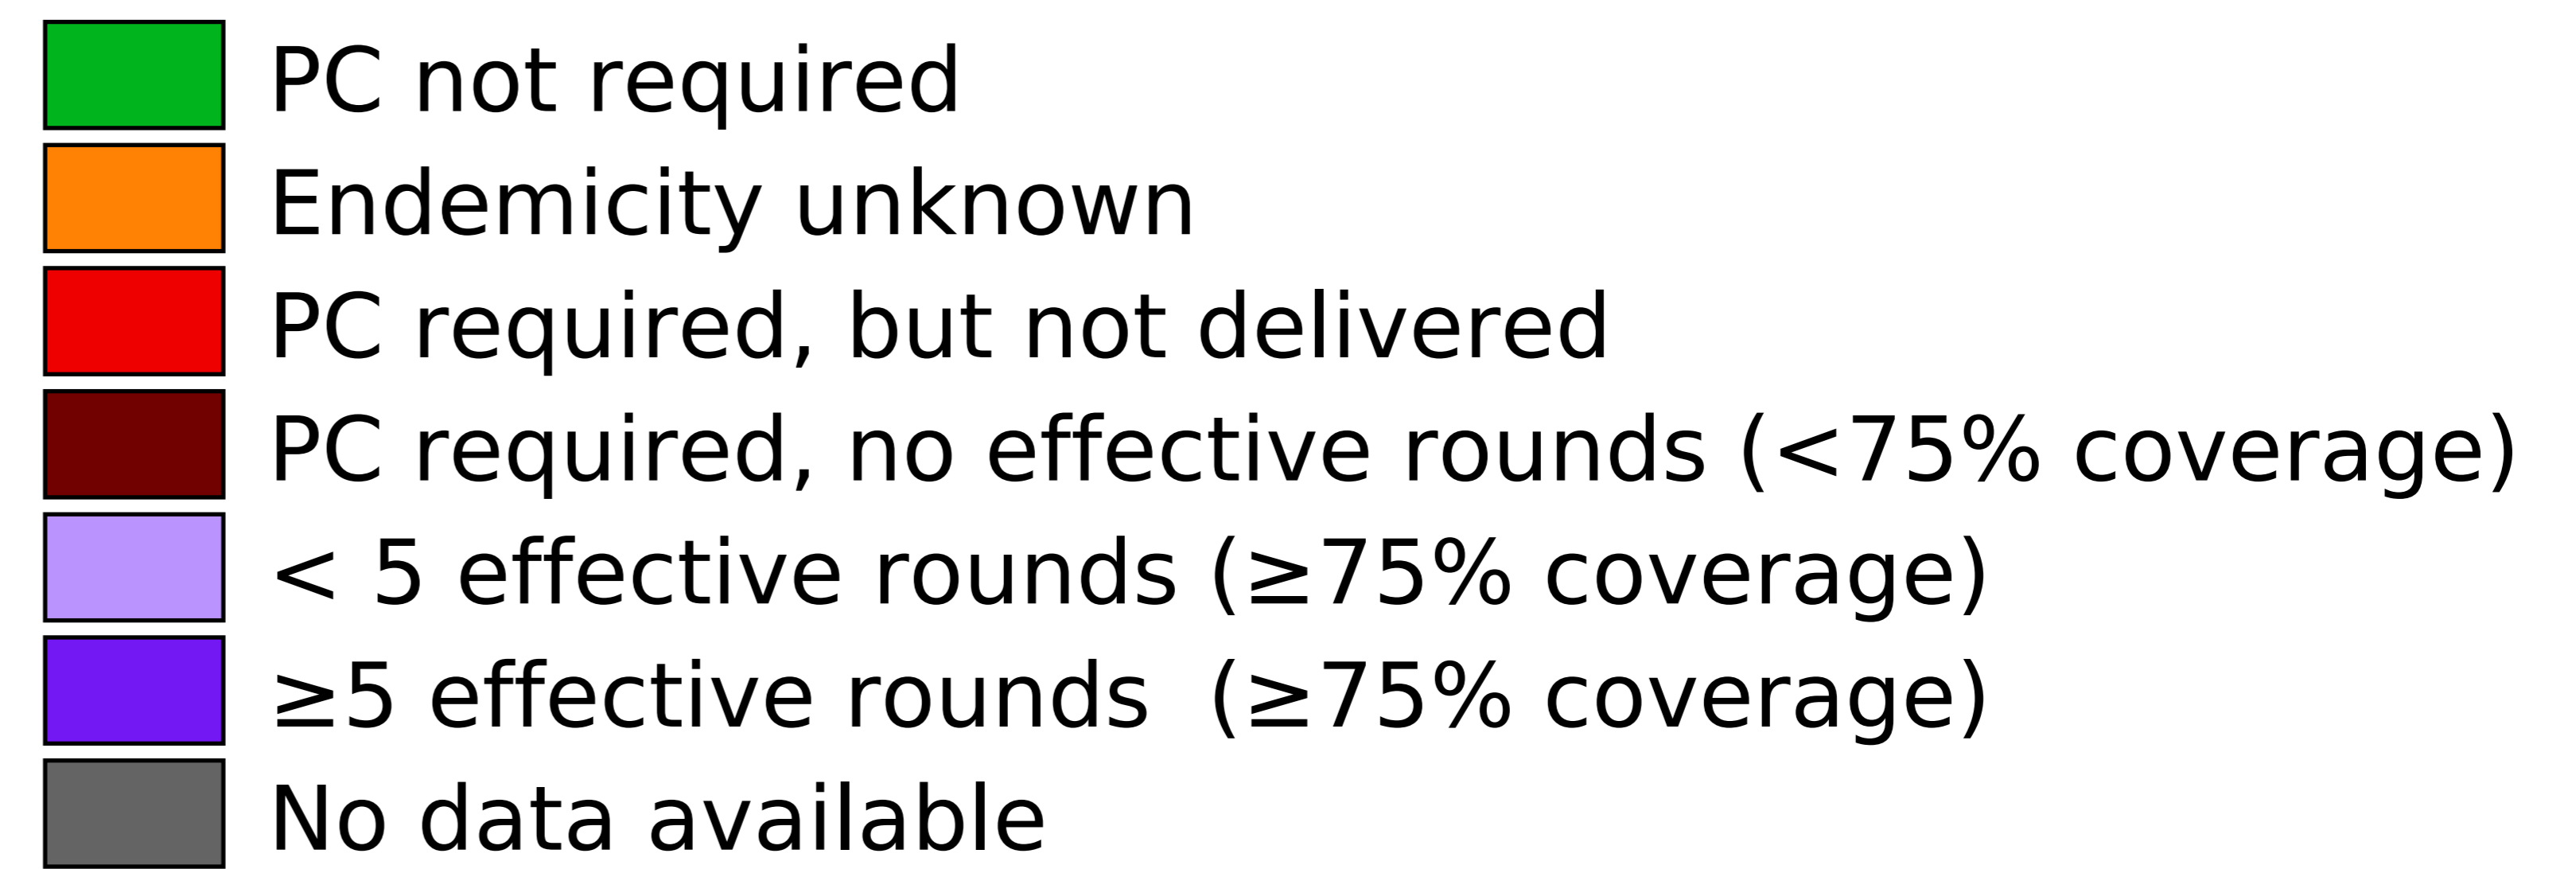 PC not required
Endemicity unknown
PC required, but not delivered
PC required, no effective rounds (<75% coverage)
< 5 effective rounds (≥75% coverage)
≥5 effective rounds  (≥75% coverage)
No data available